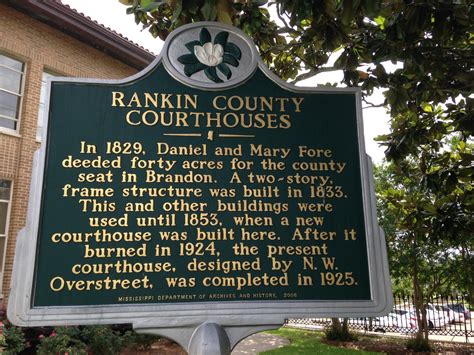 RANKIN COUNTY
COURTHOUSES
In 1829, Daniel and Mary Fore
deeded forty acres for the county
seat in Brandon. A two-story,
frame structure was built in 1833.
This and other buildings were
used until 1853, when a new
courthouse was built here. After it
burned in 1924, the present
courthouse, designed by N. W.
Overstreet, was completed in 1925.
MISSISSIPPI DEPARTMENT OF ARCHIVES AND HISTORY, 2006